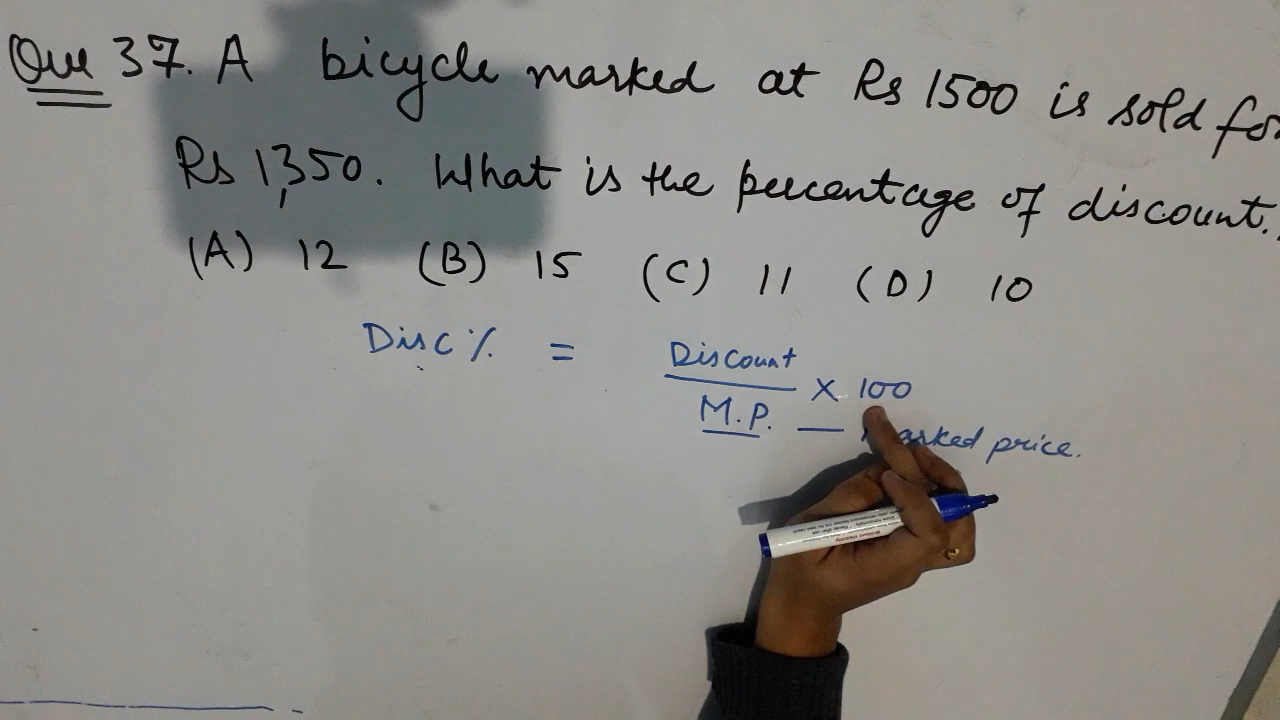 Que 37. A bicycle marked at Rs 1500 is sold for
Rs 1,350. What is the percentage of discount.
(A) 12 (B) 15 (C) 11 (D) 10
Disc % = Discount
M.P. × 100
— marked price.